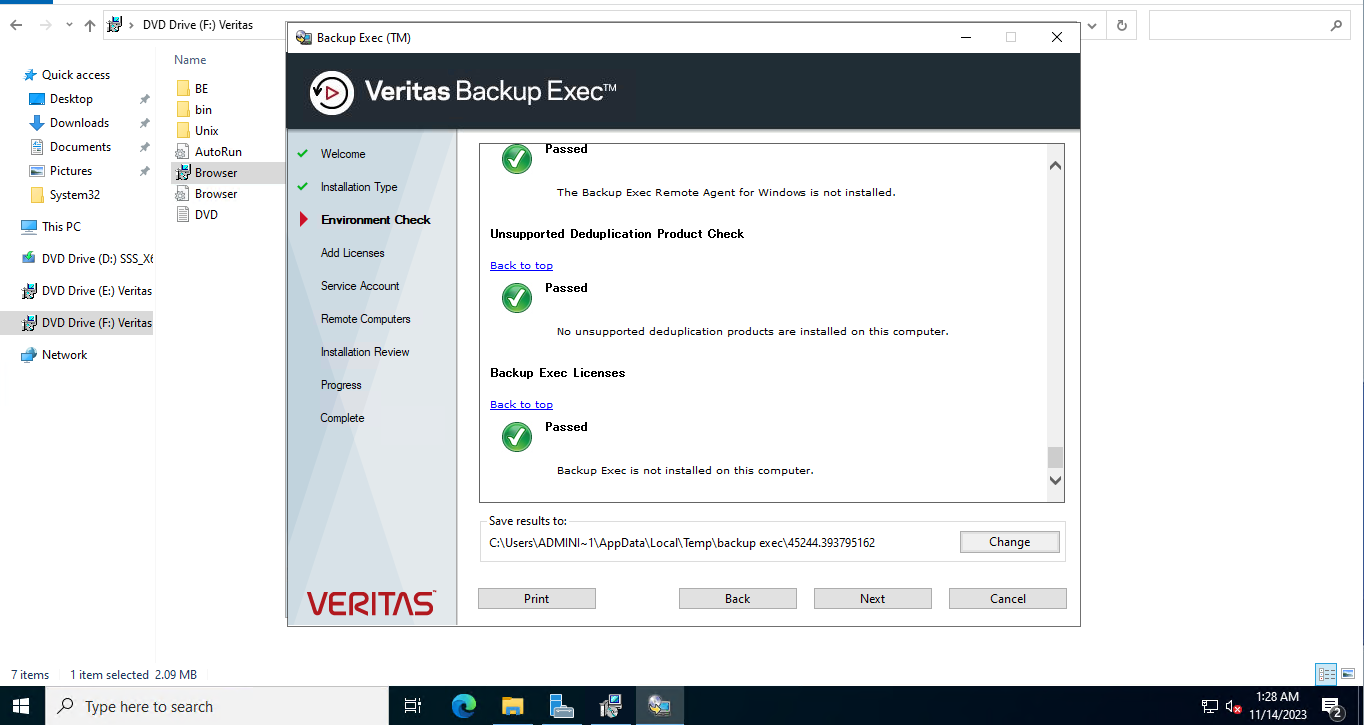 DVD Drive (F:) Veritas
Quick access
Desktop
Downloads
Documents
Pictures
System32
This PC
DVD Drive (D:) SSS_X6
DVD Drive (E:) Veritas
DVD Drive (F:) Veritas
Network
Name
BE
bin
Unix
AutoRun
Browser
Browser
DVD
Backup Exec (TM)
Veritas Backup Exec™
Welcome
Installation Type
Environment Check
Add Licenses
Service Account
Remote Computers
Installation Review
Progress
Complete
VERITAS™
Passed
The Backup Exec Remote Agent for Windows is not installed.
Unsupported Deduplication Product Check
Back to top
Passed
No unsupported deduplication products are installed on this computer.
Backup Exec Licenses
Back to top
Passed
Backup Exec is not installed on this computer.
Save results to:
C:\Users\ADMINI~1\AppData\Local\Temp\backup exec\45244.393795162
Change
Print
Back
Next
Cancel
7 items
1 item selected 2.09 MB
Type here to search
1:28 AM
11/14/2023
2